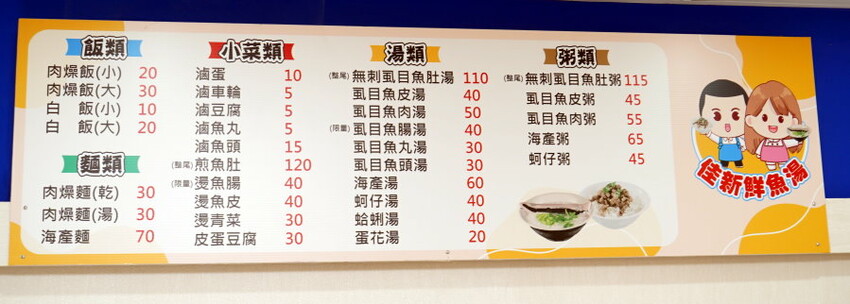 飯類
肉燥飯(小) 20
肉燥飯(大) 30
白 飯(小) 10
白 飯(大) 20
麵類
肉燥麵(乾) 30
肉燥麵(湯) 30
海產麵 70
小菜類
滷蛋 10
滷車輪 5
滷豆腐 5
滷魚丸 5
滷魚頭 15
(整尾)煎魚肚 120
(限量)燙魚腸 40
燙魚皮 40
燙青菜 30
皮蛋豆腐 30
湯類
(整尾)無刺虱目魚肚湯 110
虱目魚皮湯 40
虱目魚肉湯 50
(限量)虱目魚腸湯 40
虱目魚丸湯 30
虱目魚頭湯 30
海產湯 60
蚵仔湯 40
蛤蜊湯 40
蛋花湯 20
粥類
(整尾)無刺虱目魚肚粥 115
虱目魚皮粥 45
虱目魚肉粥 55
海產粥 65
蚵仔粥 45
佳新鮮魚湯